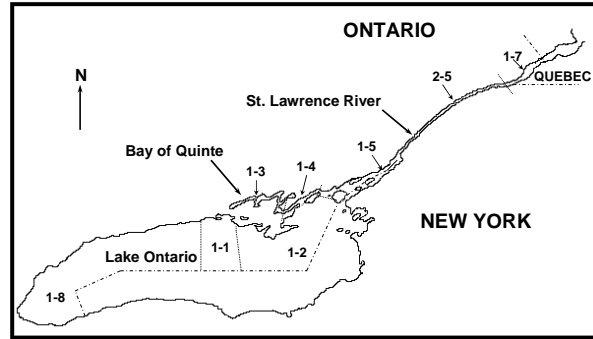 ONTARIO
1-7
N
2-5
QUEBEC
St. Lawrence River
Bay of Quinte
1-3
1-4
1-5
NEW YORK
1-1
1-2
Lake Ontario
1-8